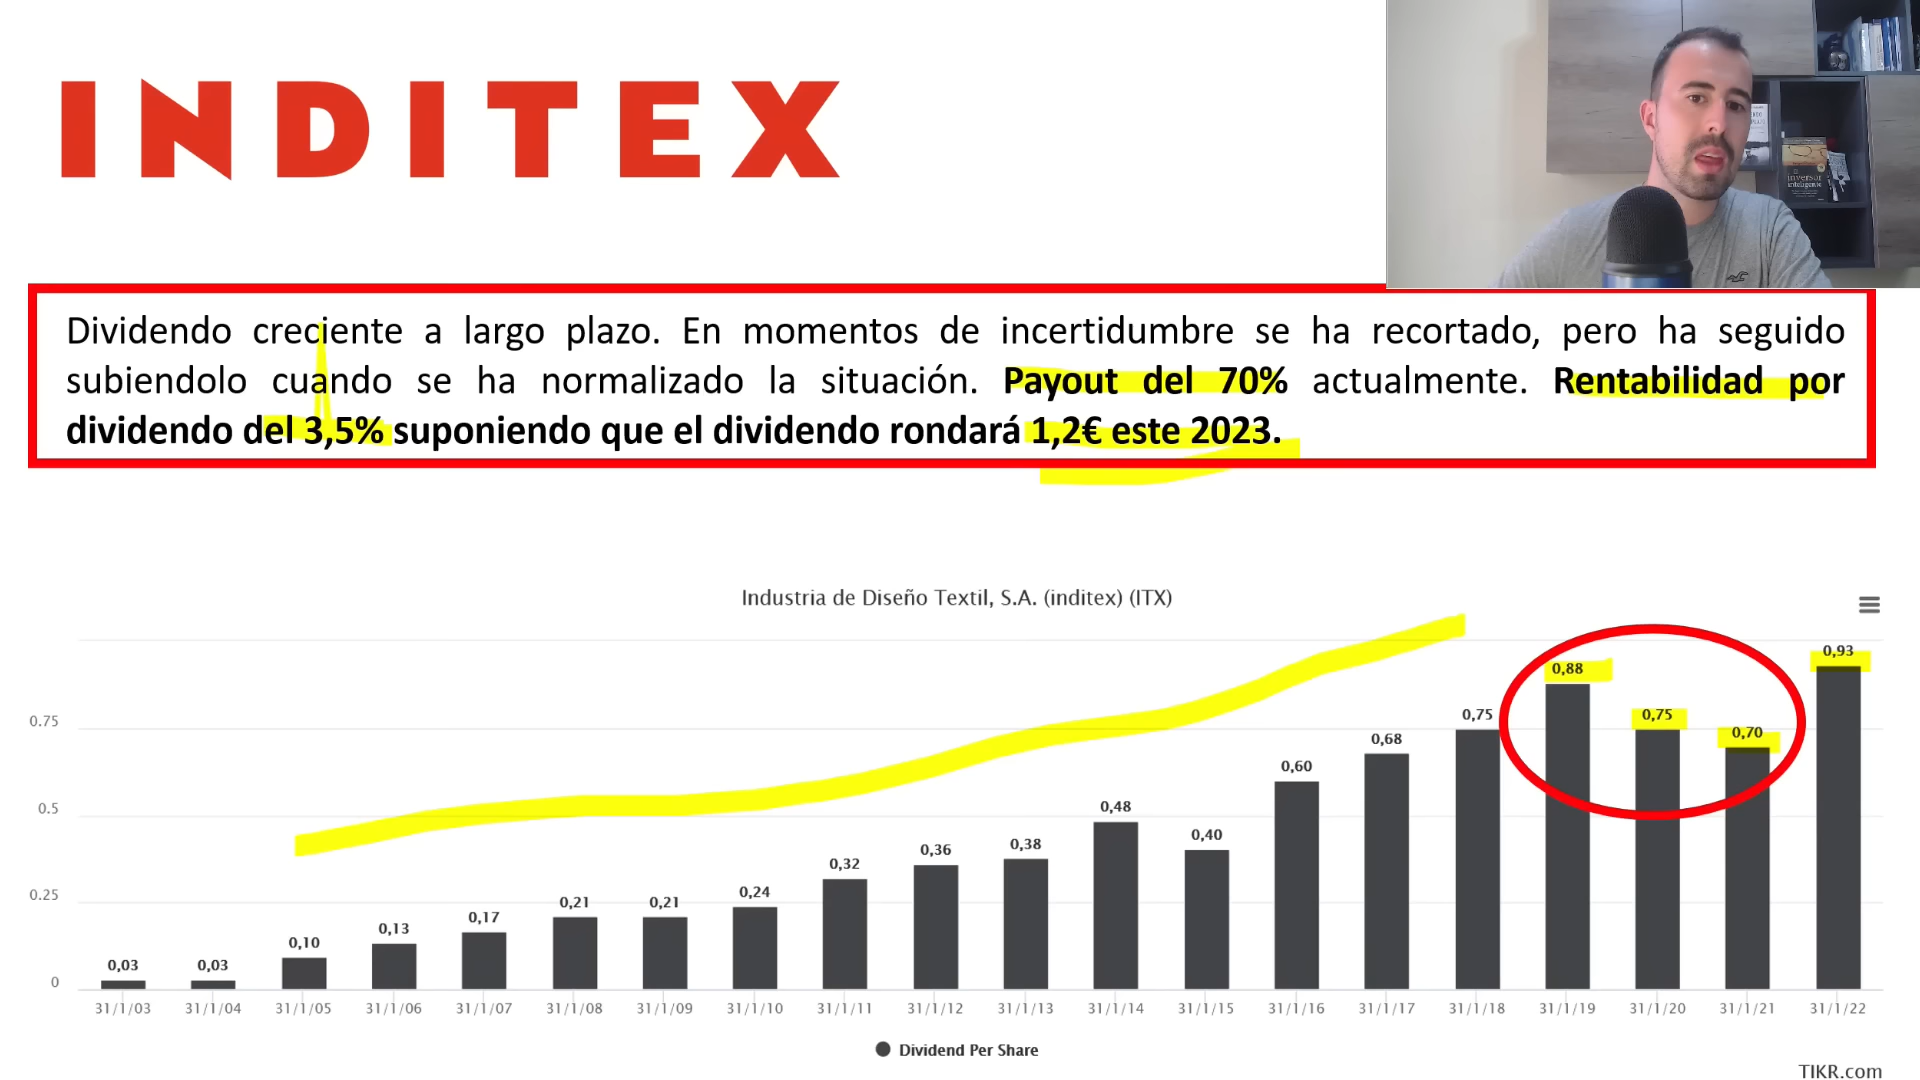 INDITEX
inversor
inteligente
Dividendo creciente a largo plazo. En momentos de incertidumbre se ha recortado, pero ha seguido
subiendolo cuando se ha normalizado la situación. Payout del 70% actualmente. Rentabilidad por
dividendo del 3,5% suponiendo que el dividendo rondará 1,2€ este 2023.
Industria de Diseño Textil, S.A. (inditex) (ITX)
0.75
0.5
0.25
0
0,03 0,03 0,10 0,13 0,17 0,21 0,21 0,24 0,32 0,36 0,38 0,48 0,40 0,60 0,68 0,75 0,88 0,75 0,70 0,93
31/1/03 31/1/04 31/1/05 31/1/06 31/1/07 31/1/08 31/1/09 31/1/10 31/1/11 31/1/12 31/1/13 31/1/14 31/1/15 31/1/16 31/1/17 31/1/18 31/1/19 31/1/20 31/1/21 31/1/22
Dividend Per Share
TIKR.com